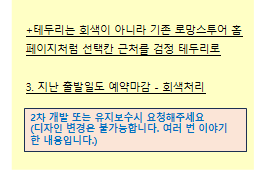 +테두리는 회색이 아니라 기존 로망스투어 홈
페이지처럼 선택칸 근처를 검정 테두리로
3. 지난 출발일도 예약마감 - 회색처리
2차 개발 또는 유지보수시 요청해주세요
(디자인 변경은 불가능합니다. 여러 번 이야기
한 내용입니다.)